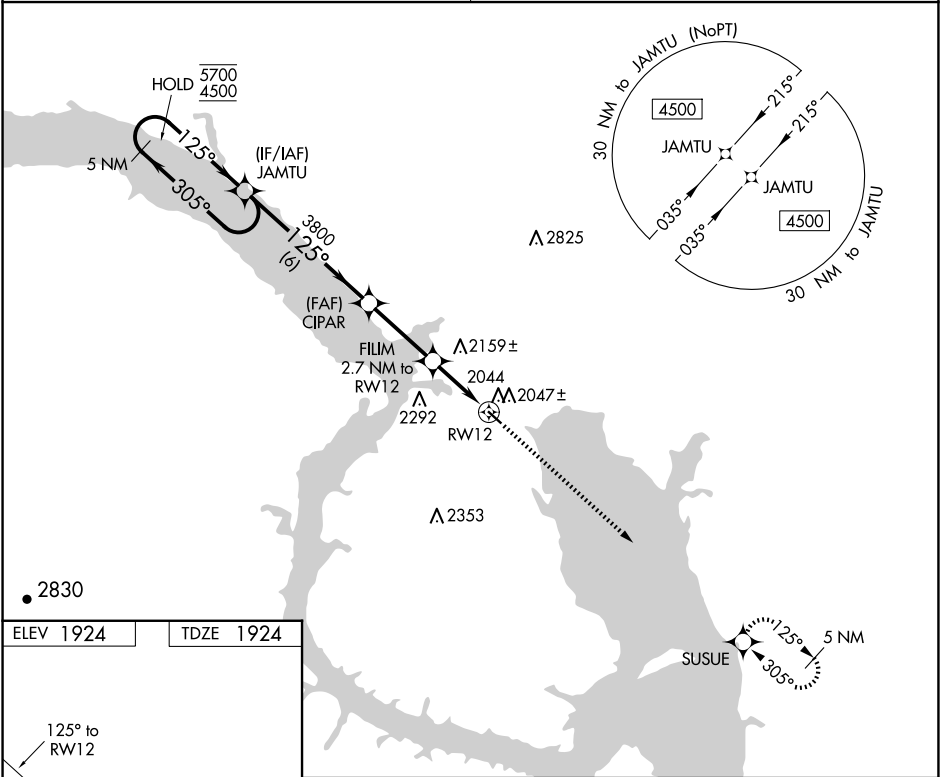 HOLD 5700
4500
125°
5 NM
305°
(IF/IAF)
JAMTU
3800
125°
(6)
(FAF)
CIPAR
FILIM
2.7 NM to
RW12
2825
2159±
2044
2047±
2292
RW12
2353
2830
30 NM to JAMTU (NoPT)
4500
215°
215°
JAMTU
JAMTU
035°
035°
4500
30 NM to JAMTU
SUSUE
125°
305°
5 NM
ELEV 1924
TDZE 1924
125° to
RW12